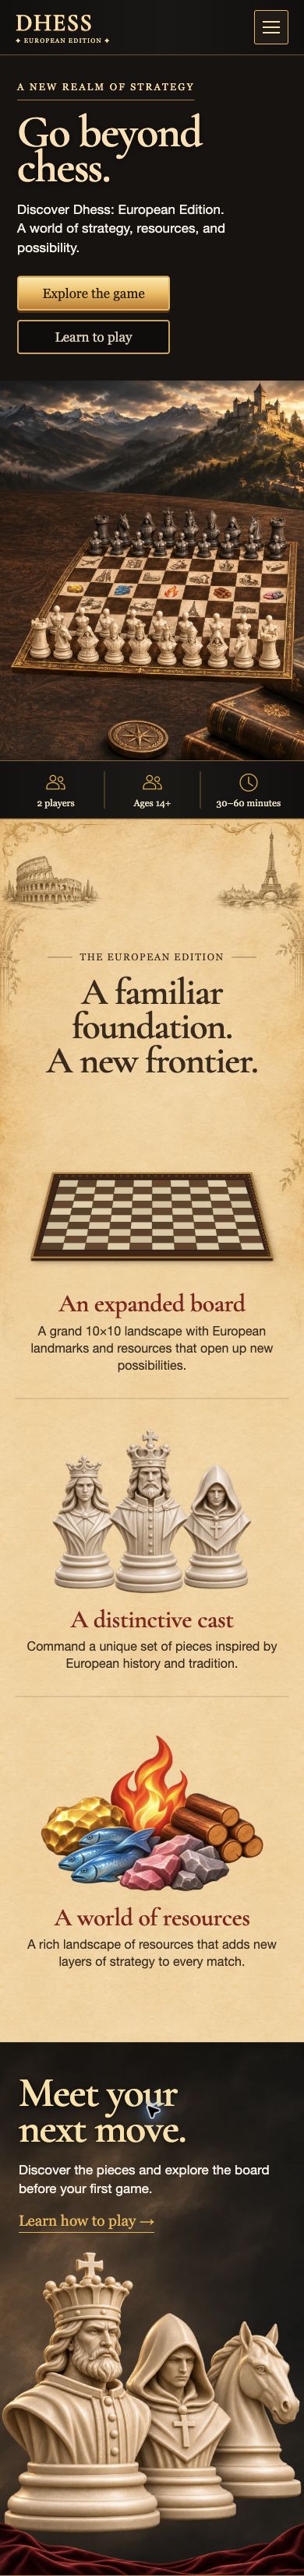 DHESS
✦ EUROPEAN EDITION ✦
A NEW REALM OF STRATEGY
Go beyond
chess.
Discover Dhess: European Edition.
A world of strategy, resources, and
possibility.
Explore the game
Learn to play
2 players
Ages 14+
30–60 minutes
THE EUROPEAN EDITION
A familiar
foundation.
A new frontier.
An expanded board
A grand 10×10 landscape with European
landmarks and resources that open up new
possibilities.
A distinctive cast
Command a unique set of pieces inspired by
European history and tradition.
A world of resources
A rich landscape of resources that adds new
layers of strategy to every match.
Meet your
next move.
Discover the pieces and explore the board
before your first game.
Learn how to play →